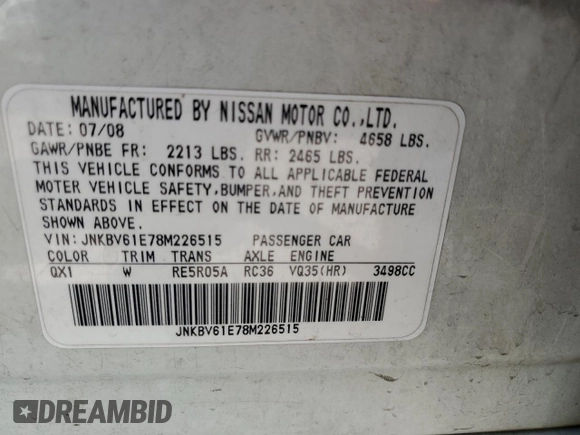 MANUFACTURED BY NISSAN MOTOR CO.,LTD.
DATE: 07/08 GVWR/PNBV: 4658 LBS.
GAWR/PNBE FR: 2213 LBS. RR: 2465 LBS.
THIS VEHICLE CONFORMS TO ALL APPLICABLE FEDERAL
MOTER VEHICLE SAFETY,BUMPER,AND THEFT PREVENTION
STANDARDS IN EFFECT ON THE DATE OF MANUFACTURE
SHOWN ABOVE.
VIN: JNKBV61E78M226515 PASSENGER CAR
COLOR TRIM TRANS AXLE ENGINE
QX1 W RE5R05A RC36 VQ35(HR) 3498CC
JNKBV61E78M226515
DREAMBID